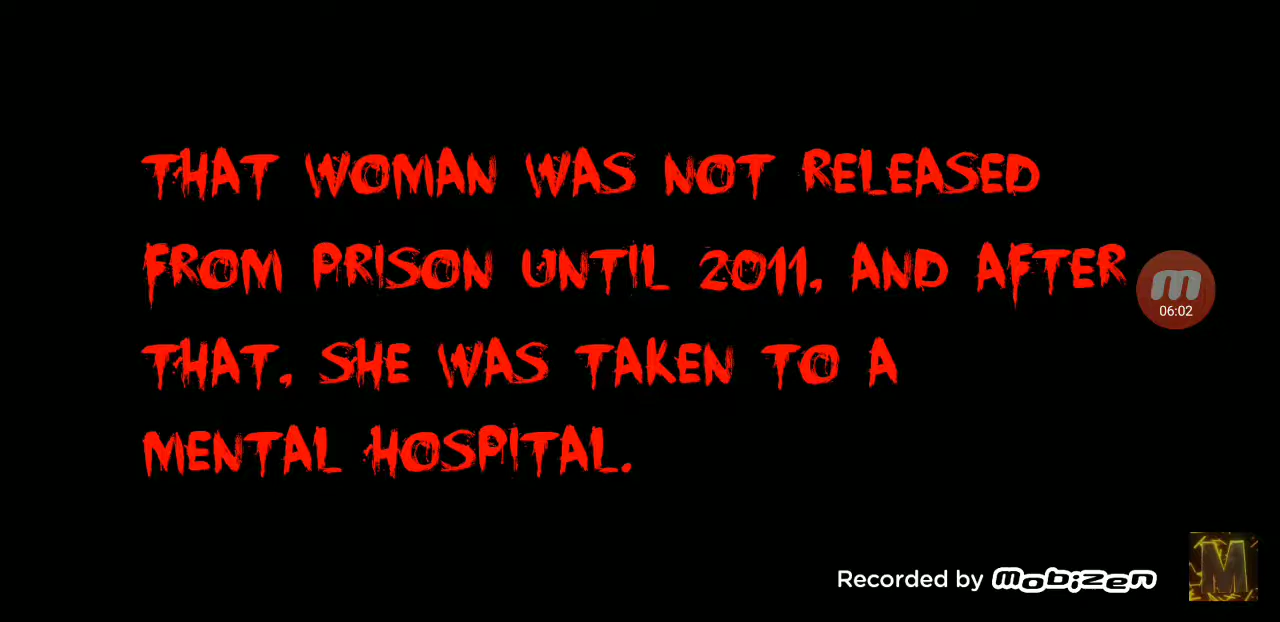 THAT WOMAN WAS NOT RELEASED
FROM PRISON UNTIL 2011, AND AFTER
THAT, SHE WAS TAKEN TO A
MENTAL HOSPITAL.
m
06:02
Recorded by mobizen
M